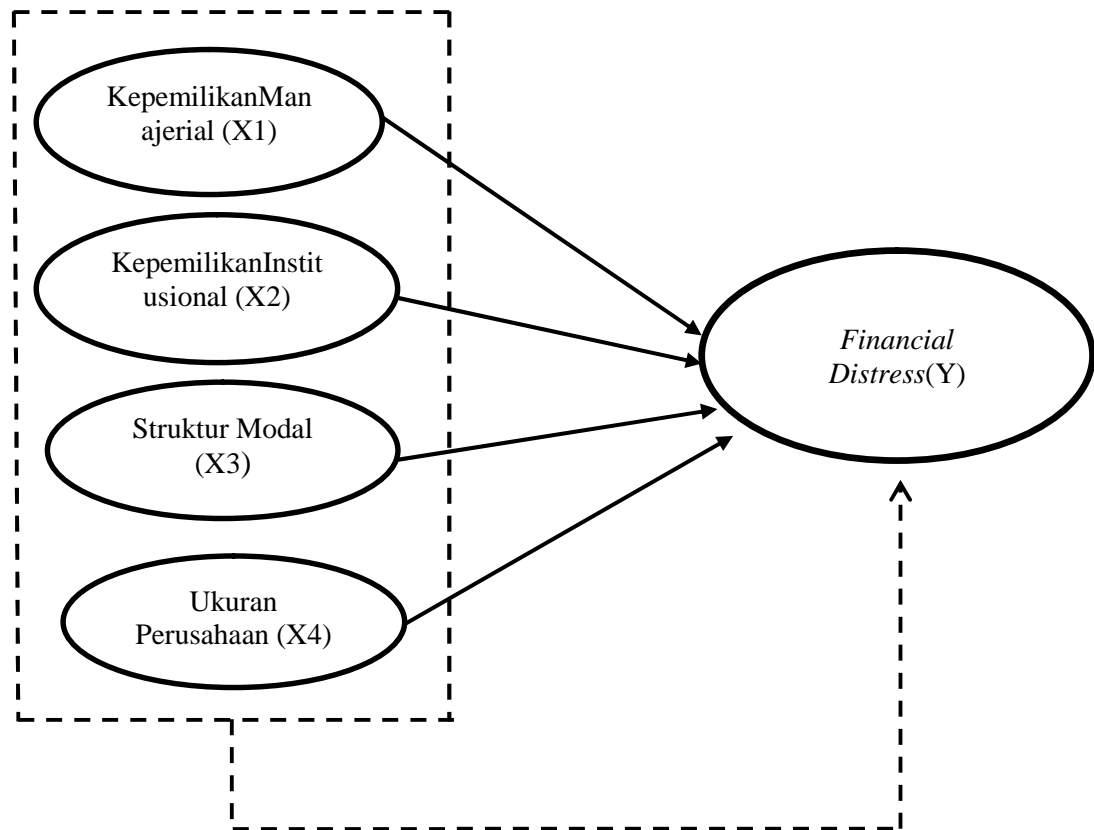 KepemilikanMan
ajerial (X1)
KepemilikanInstit
usional (X2)
Struktur Modal
(X3)
Ukuran
Perusahaan (X4)
Financial
Distress(Y)